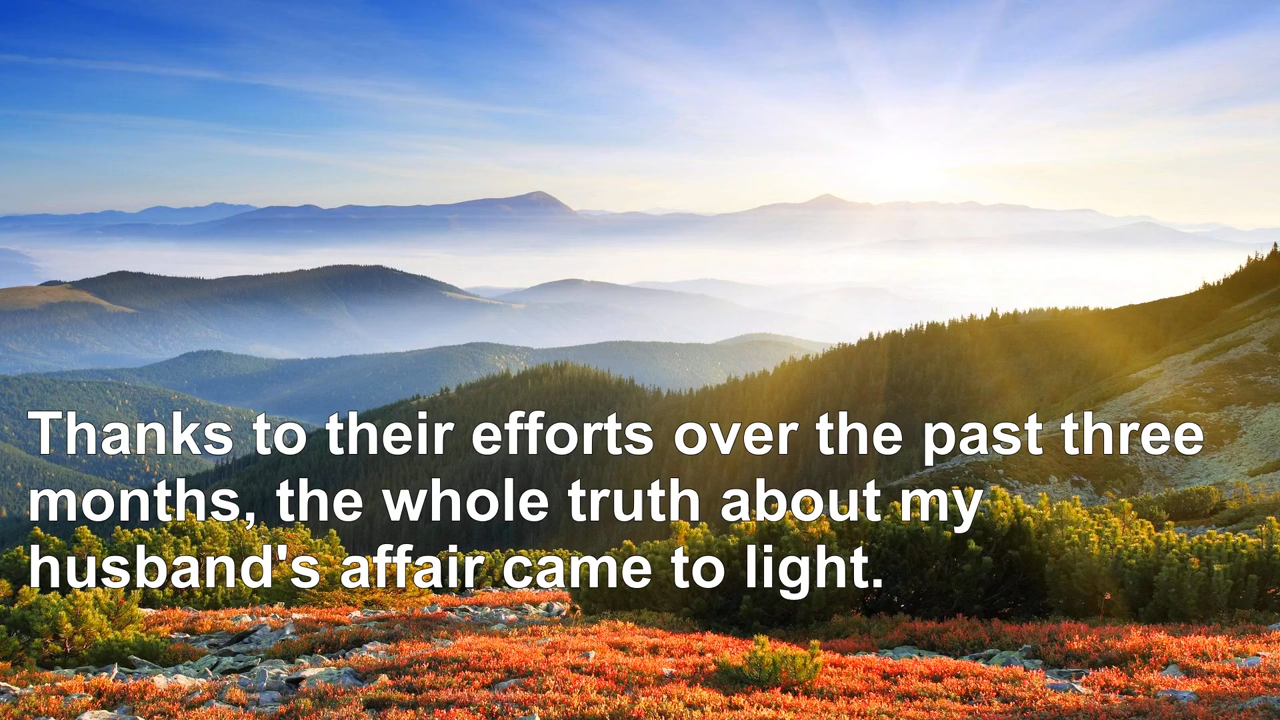 Thanks to their efforts over the past three
months, the whole truth about my
husband's affair came to light.